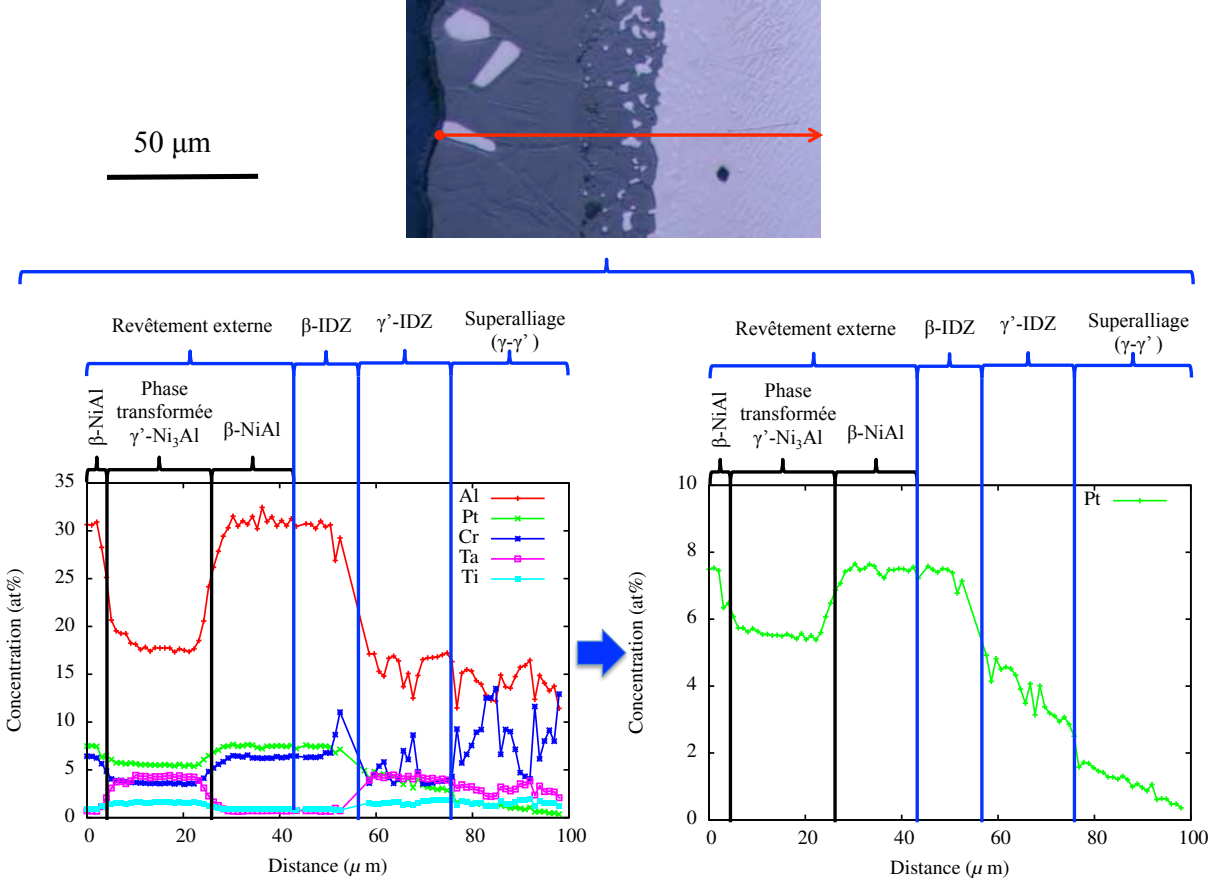 50 μm
Revêtement externe
β-IDZ
γ’-IDZ
Superalliage
(γ-γ’ )
β-NiAl
Phase
transformée
γ’-Ni₃Al
β-NiAl
35
30
25
20
15
10
5
0
Concentration (at%)
Al
Pt
Cr
Ta
Ti
0
20
40
60
80
100
Distance (μ m)
Revêtement externe
β-IDZ
γ’-IDZ
Superalliage
(γ-γ’ )
β-NiAl
Phase
transformée
γ’-Ni₃Al
β-NiAl
10
8
6
4
2
0
Concentration (at%)
Pt
0
20
40
60
80
100
Distance (μ m)